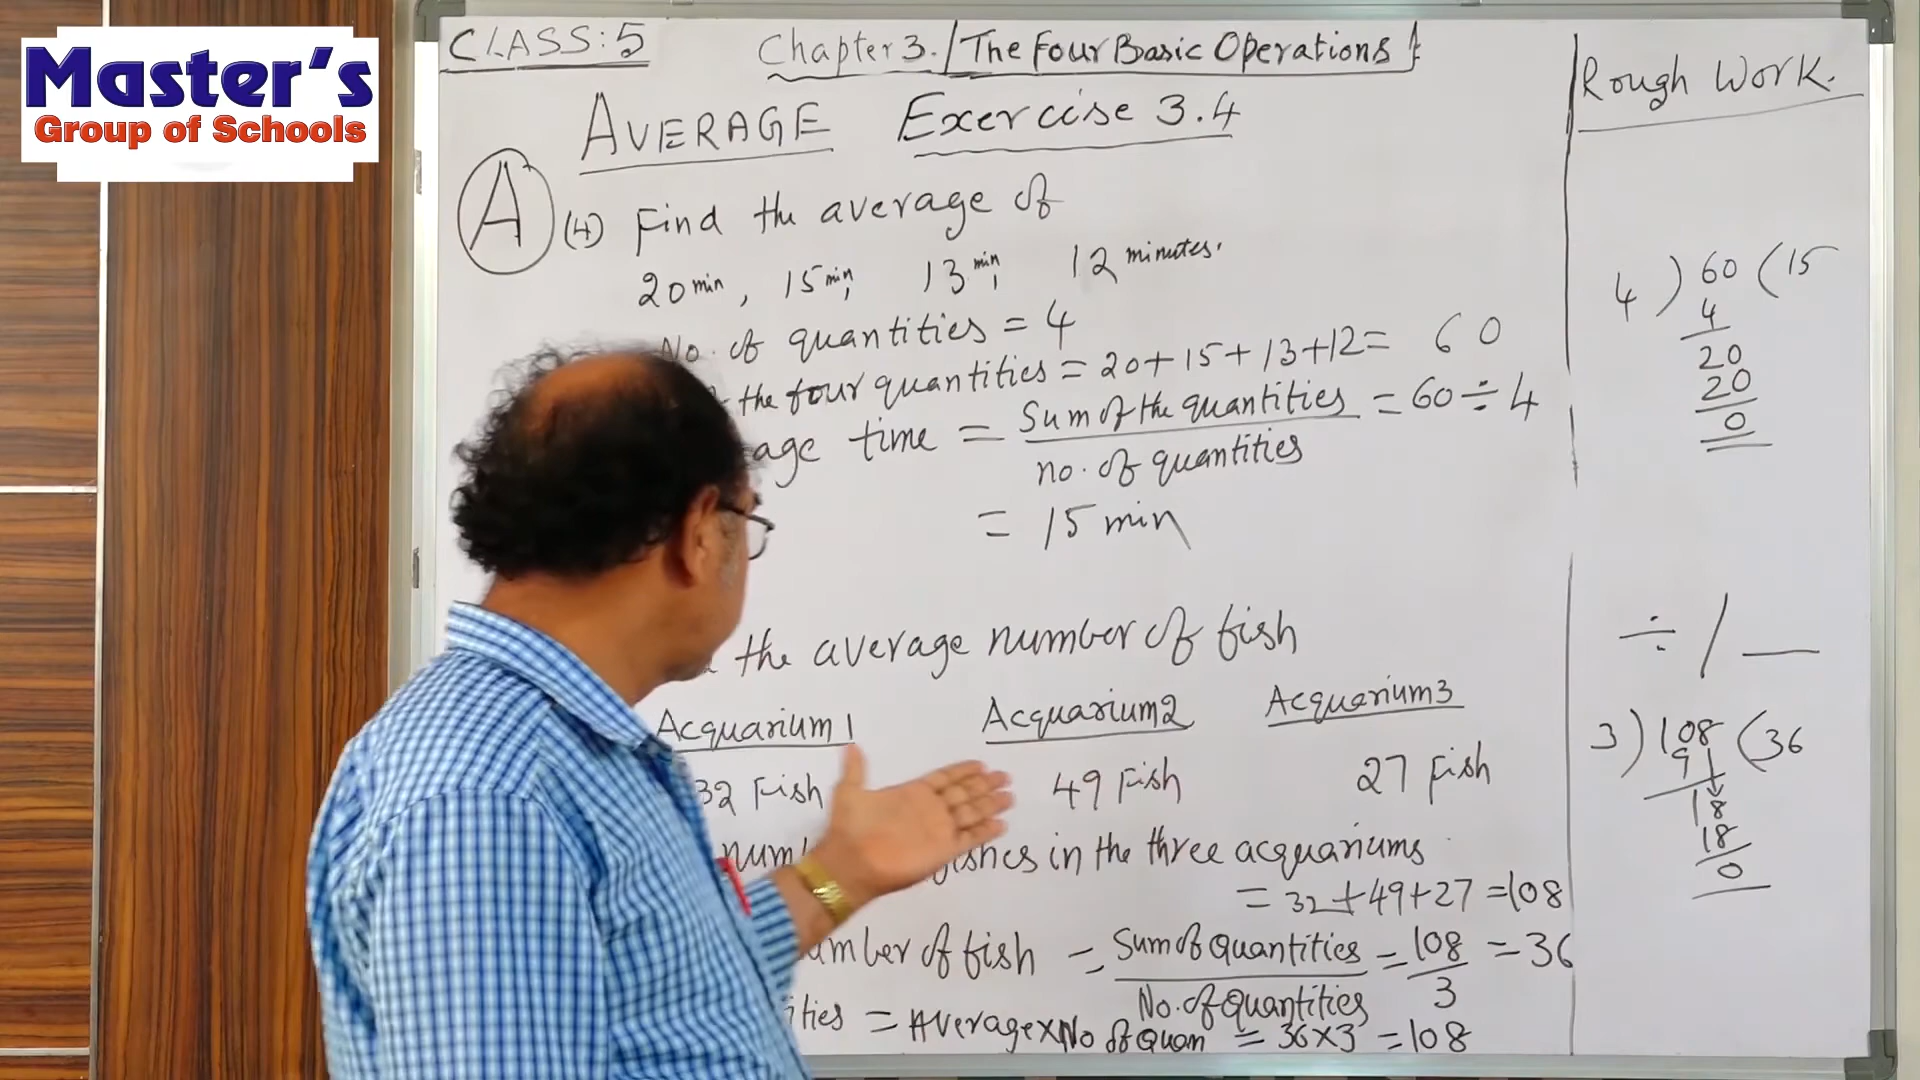 Master's
Group of Schools
CLASS: 5
Chapter 3. / The Four Basic Operations
Rough Work.
AVERAGE Exercise 3.4
A (4) Find the average of
20 min, 15 min, 13 min, 12 minutes.
No. of quantities = 4
the four quantities = 20+15+13+12 = 60
time = Sum of the quantities / no. of quantities = 60 ÷ 4
= 15 min
4 ) 60 ( 15
4
20
20
0
the average number of fish
Acquarium 1 Acquarium 2 Acquarium 3
32 Fish 49 Fish 27 Fish
in the three acquariums
= 32+49+27 = 108
of fish = Sum of Quantities / No. of quantities = 108 / 3 = 36
= Average × No of Quan = 36×3 = 108
÷ / —
3 ) 108 ( 36
9
18
18
0